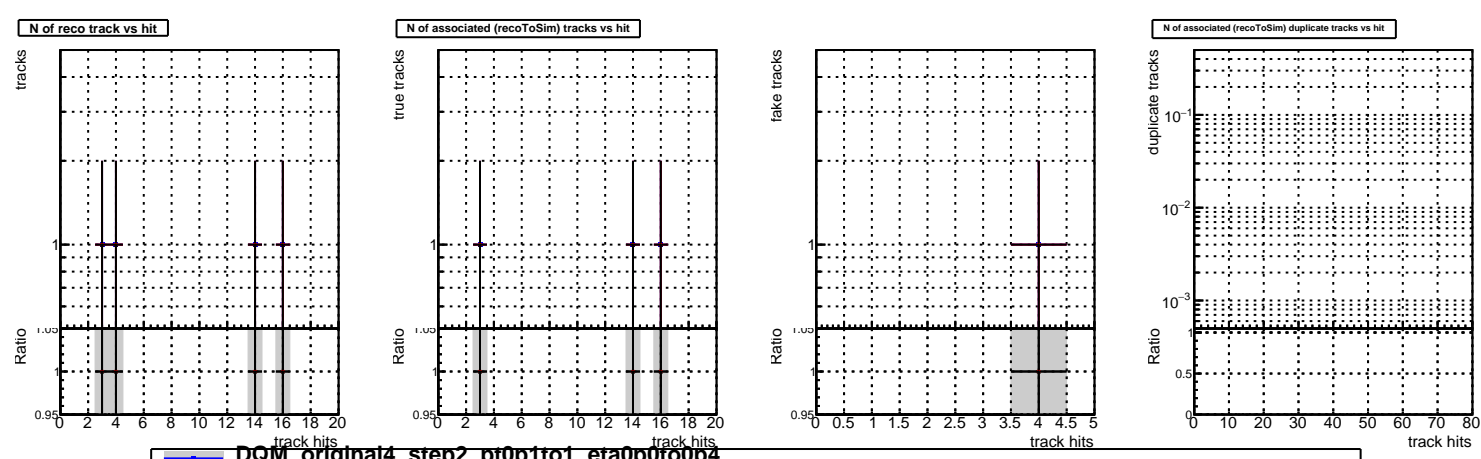 N of reco track vs hit
tracks
1
1.05
Ratio
1
0.95
0 2 4 6 8 10 12 14 16 18 20
track hits
N of associated (recoToSim) tracks vs hit
true tracks
1
1.05
Ratio
1
0.95
0 2 4 6 8 10 12 14 16 18 20
track hits
fake tracks
1
1.05
Ratio
1
0.95
0 0.5 1 1.5 2 2.5 3 3.5 4 4.5 5
track hits
N of associated (recoToSim) duplicate tracks vs hit
duplicate tracks
10−1
10−2
10−3
Ratio
1
0.5
0
0 10 20 30 40 50 60 70 80
track hits
DQM_original4_step2_pt0p1to1_eta0p0to0p4